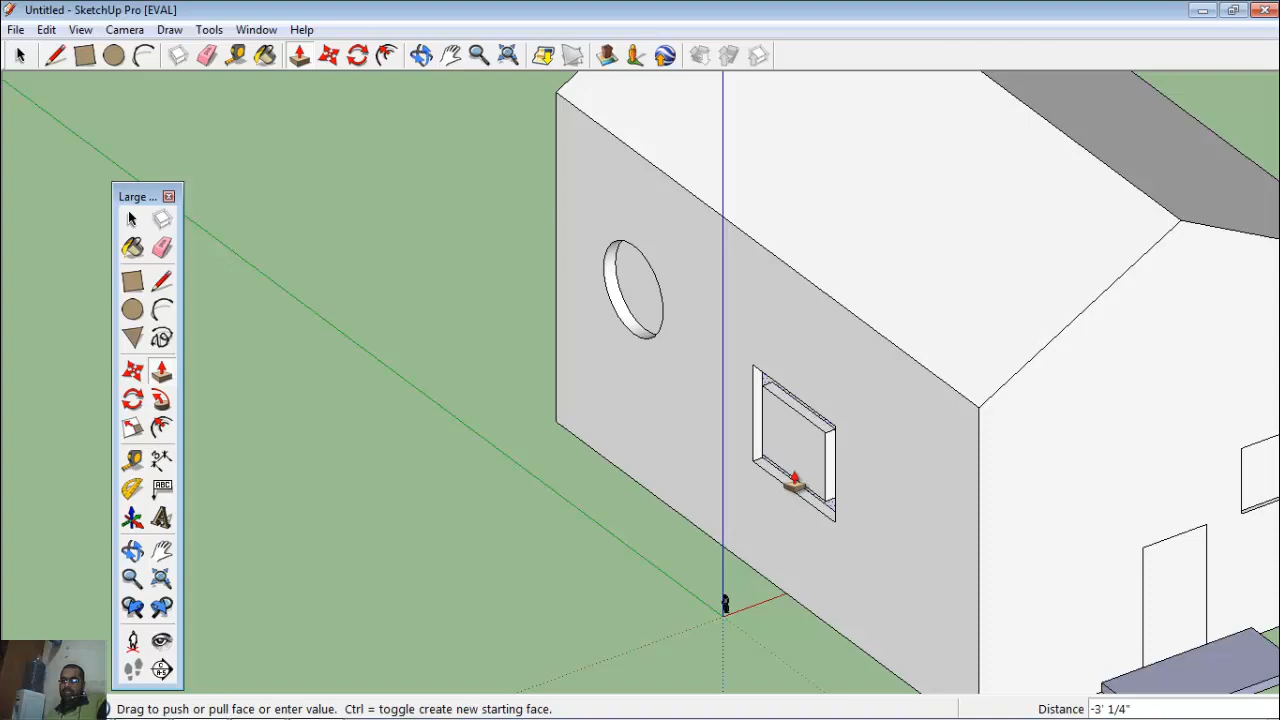 Untitled - SketchUp Pro [EVAL]
File Edit View Camera Draw Tools Window Help
Large ...
ABC
Drag to push or pull face or enter value. Ctrl = toggle create new starting face.
Distance -3' 1/4"